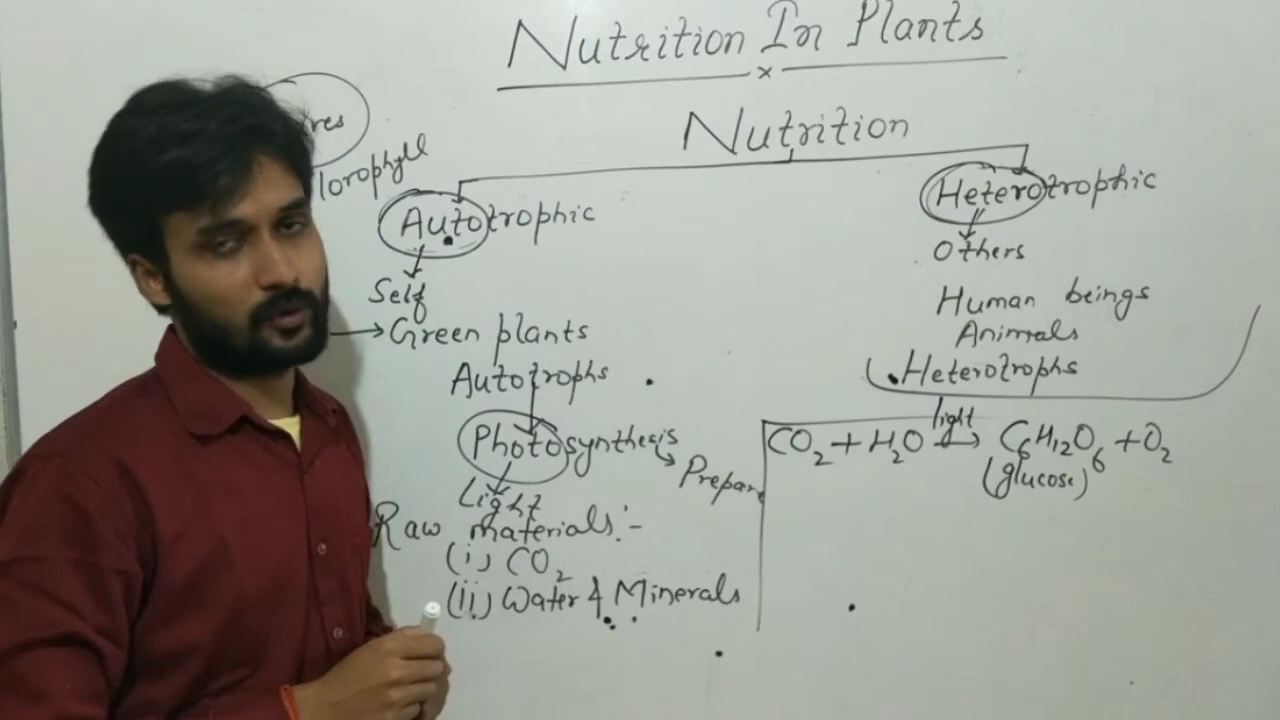 Nutrition In Plants
x
Nutrition
Autotrophic
Self
→ Green plants
Autotrophs
Photosynthesis
Prepare
Light
Raw materials:-
(i) CO2
(ii) Water & Minerals
Heterotrophic
Others
Human beings
Animals
.Heterotrophs
light
CO2 + H2O → C6H12O6 + O2
(glucose)